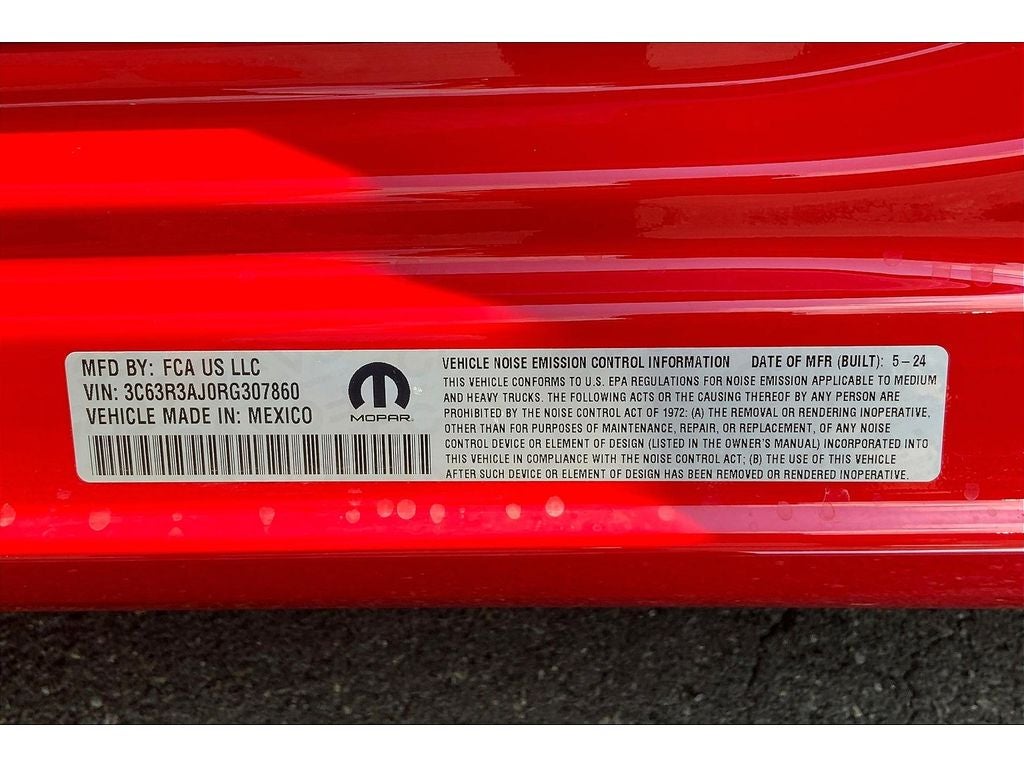 MFD BY: FCA US LLC
VIN: 3C63R3AJ0RG307860
VEHICLE MADE IN: MEXICO
MOPAR®
VEHICLE NOISE EMISSION CONTROL INFORMATION DATE OF MFR (BUILT): 5–24
THIS VEHICLE CONFORMS TO U.S. EPA REGULATIONS FOR NOISE EMISSION APPLICABLE TO MEDIUM
AND HEAVY TRUCKS. THE FOLLOWING ACTS OR THE CAUSING THEREOF BY ANY PERSON ARE
PROHIBITED BY THE NOISE CONTROL ACT OF 1972: (A) THE REMOVAL OR RENDERING INOPERATIVE,
OTHER THAN FOR PURPOSES OF MAINTENANCE, REPAIR, OR REPLACEMENT, OF ANY NOISE
CONTROL DEVICE OR ELEMENT OF DESIGN (LISTED IN THE OWNER'S MANUAL) INCORPORATED INTO
THIS VEHICLE IN COMPLIANCE WITH THE NOISE CONTROL ACT; (B) THE USE OF THIS VEHICLE
AFTER SUCH DEVICE OR ELEMENT OF DESIGN HAS BEEN REMOVED OR RENDERED INOPERATIVE.